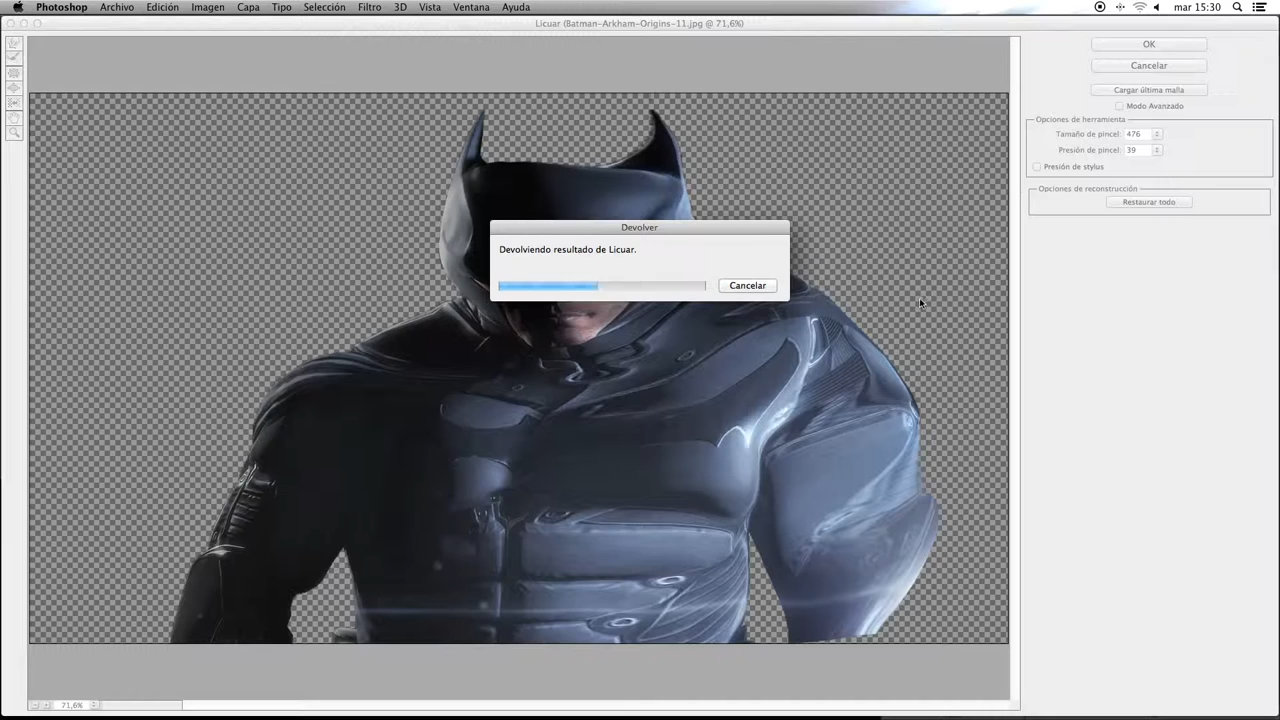 Photoshop Archivo Edición Imagen Capa Tipo Selección Filtro 3D Vista Ventana Ayuda mar 15:30
Licuar (Batman-Arkham-Origins-11.jpg @ 71,6%)
OK
Cancelar
Cargar última malla
Modo Avanzado
Opciones de herramienta
Tamaño de pincel: 476
Presión de pincel: 39
Presión de stylus
Opciones de reconstrucción
Restaurar todo
Devolver
Devolviendo resultado de Licuar.
Cancelar
71,6%